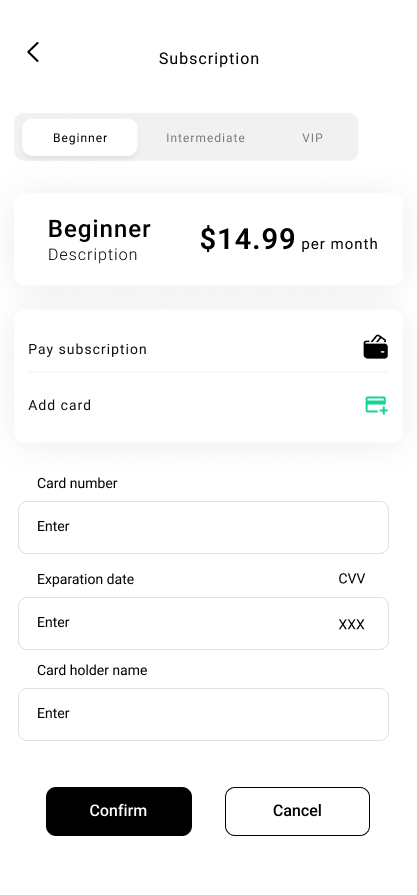 Subscription
Beginner Intermediate VIP
Beginner
Description
$14.99 per month
Pay subscription
Add card
Card number
Enter
Exparation date CVV
Enter XXX
Card holder name
Enter
Confirm Cancel